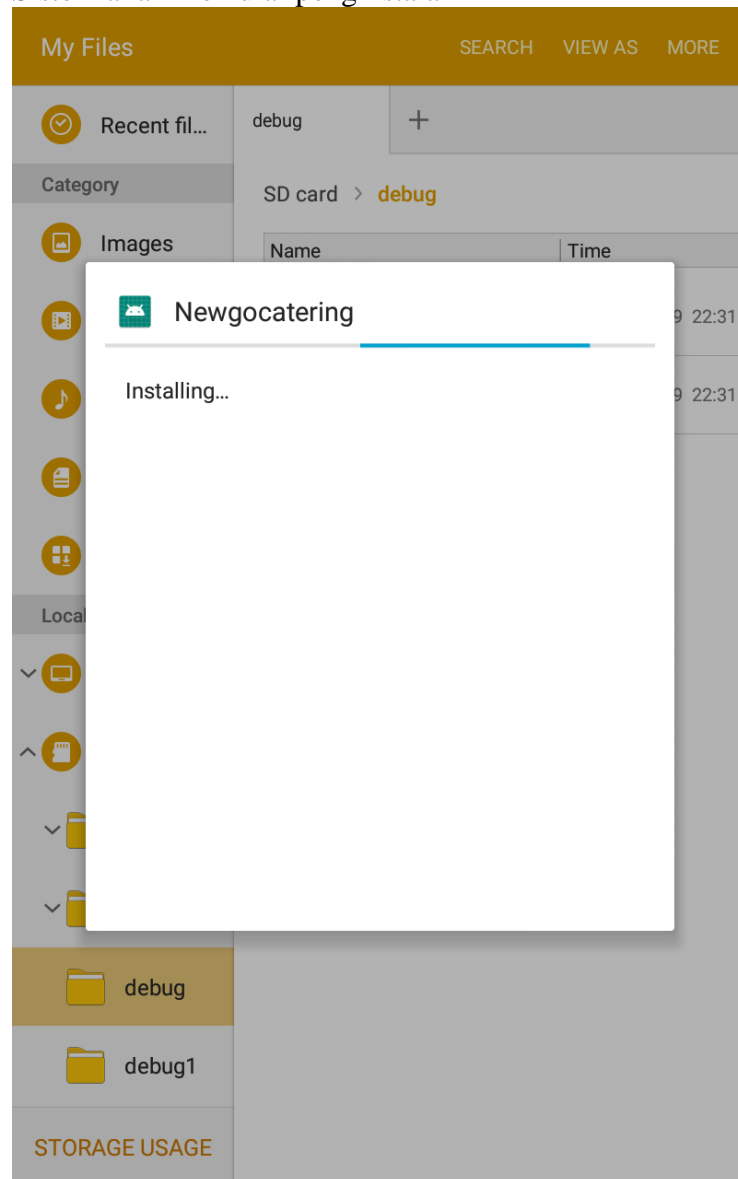 My Files
SEARCH VIEW AS MORE
Recent fil...
debug +
Category
SD card > debug
Images
Name Time
Newgocatering
9 22:31
Installing...
9 22:31
Local
debug
debug1
STORAGE USAGE